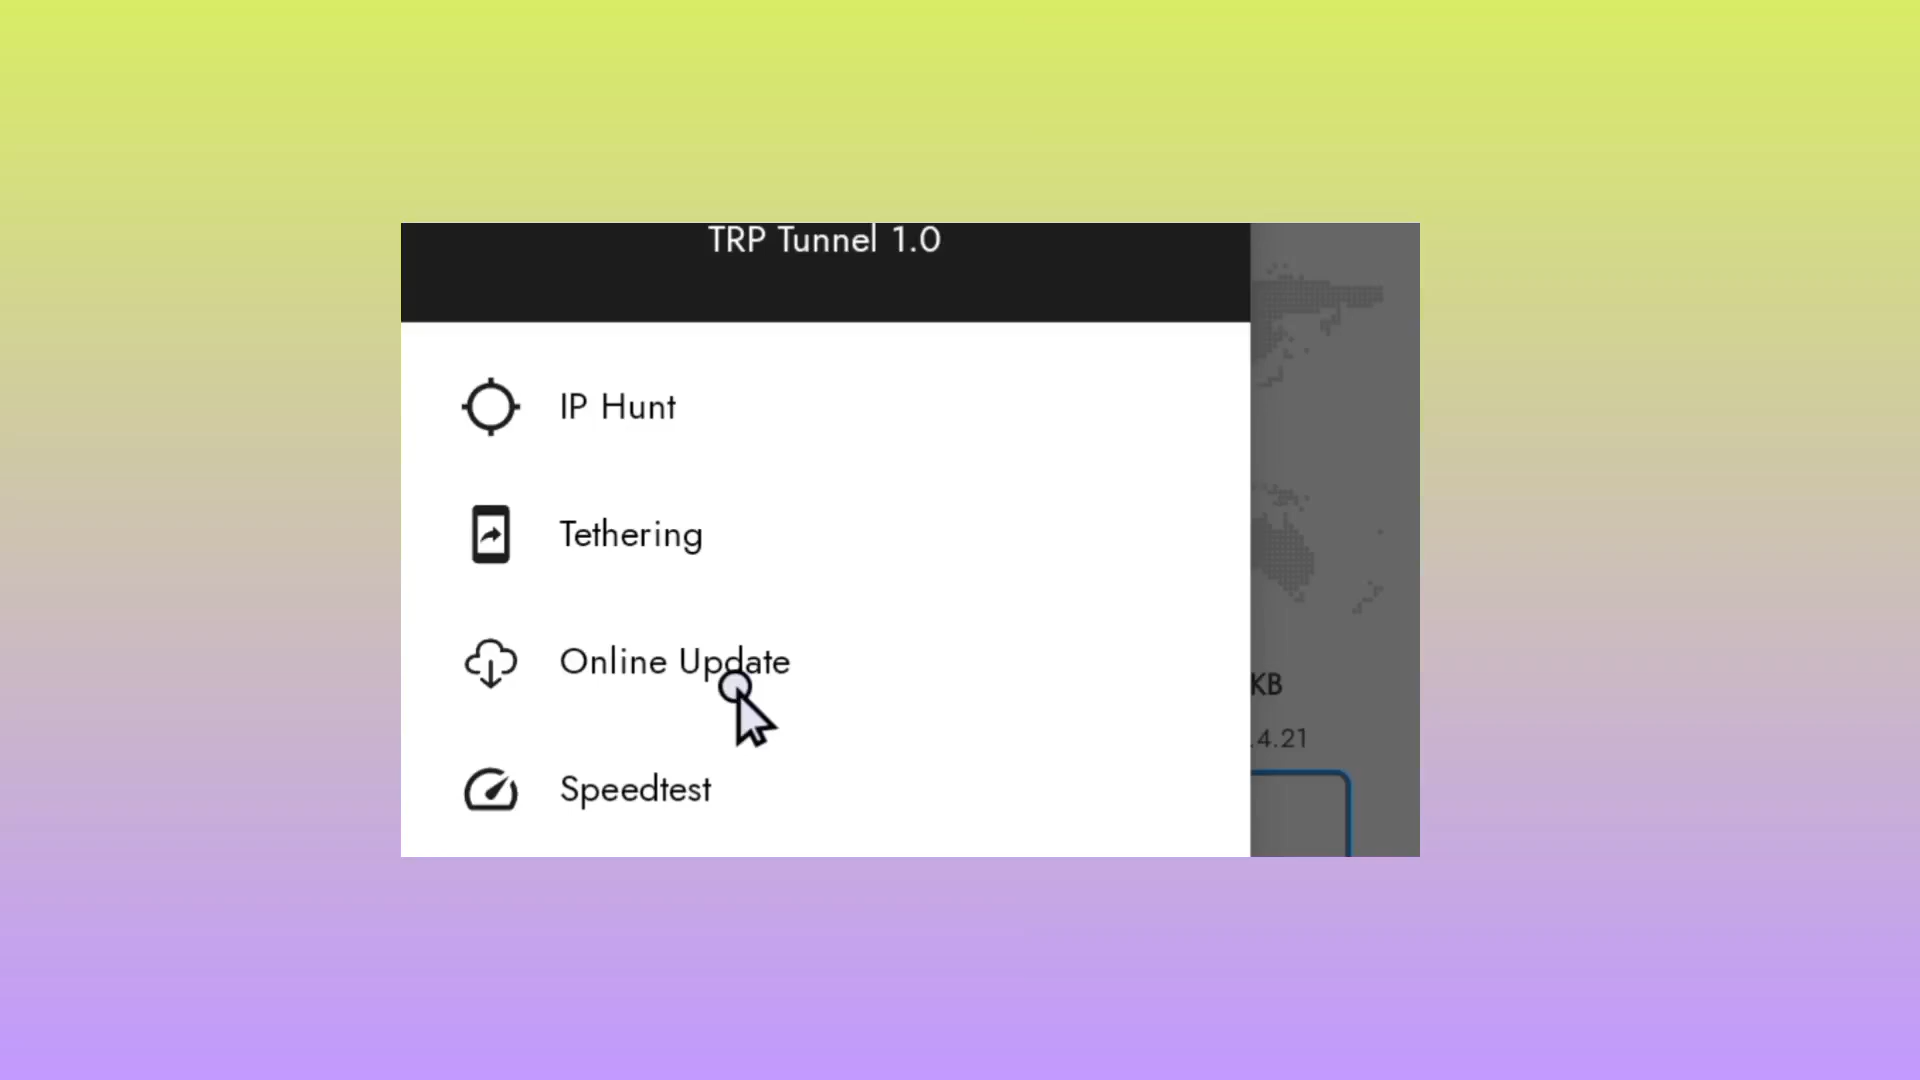 TRP Tunnel 1.0
IP Hunt
Tethering
Online Update
Speedtest
KB
.4.21